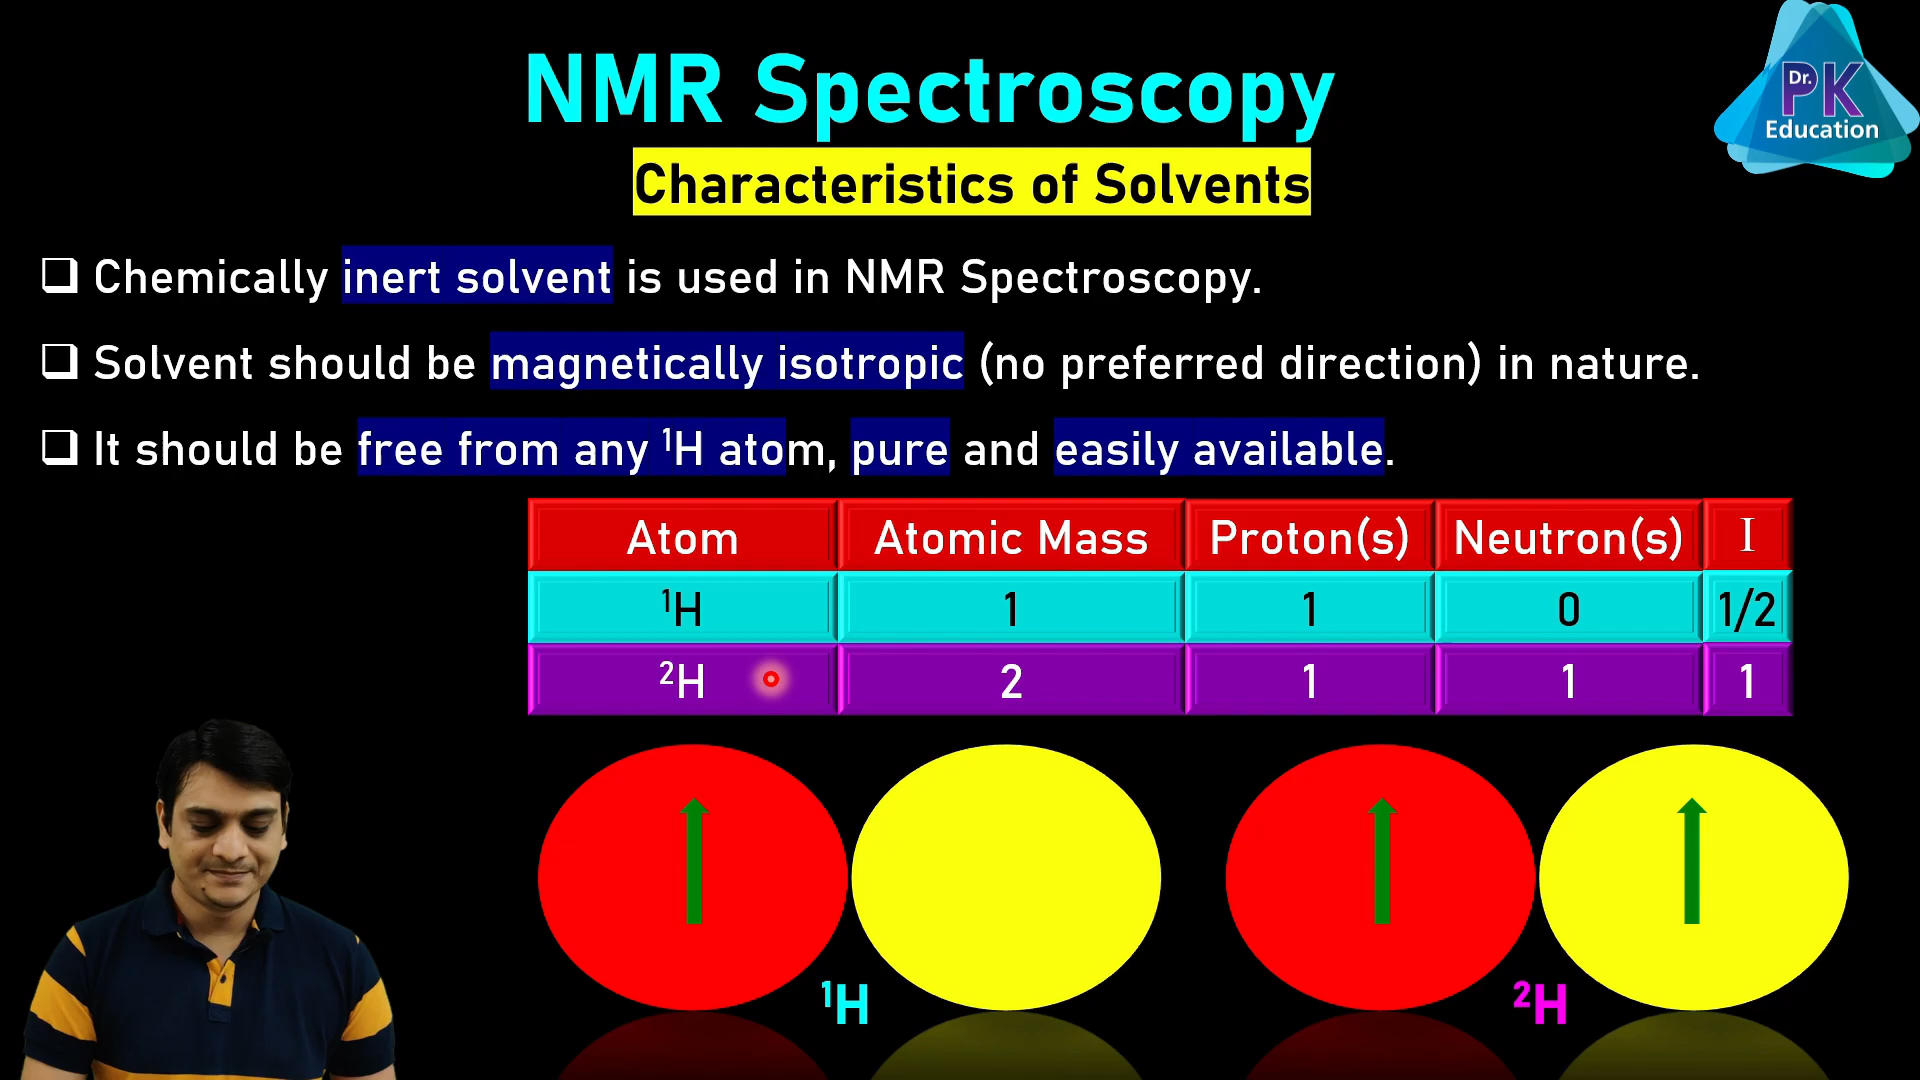 NMR Spectroscopy
Dr.
PK
Education
Characteristics of Solvents
❑ Chemically inert solvent is used in NMR Spectroscopy.
❑ Solvent should be magnetically isotropic (no preferred direction) in nature.
❑ It should be free from any ¹H atom, pure and easily available.
Atom Atomic Mass Proton(s) Neutron(s) I
¹H 1 1 0 1/2
²H 2 1 1 1
¹H ²H